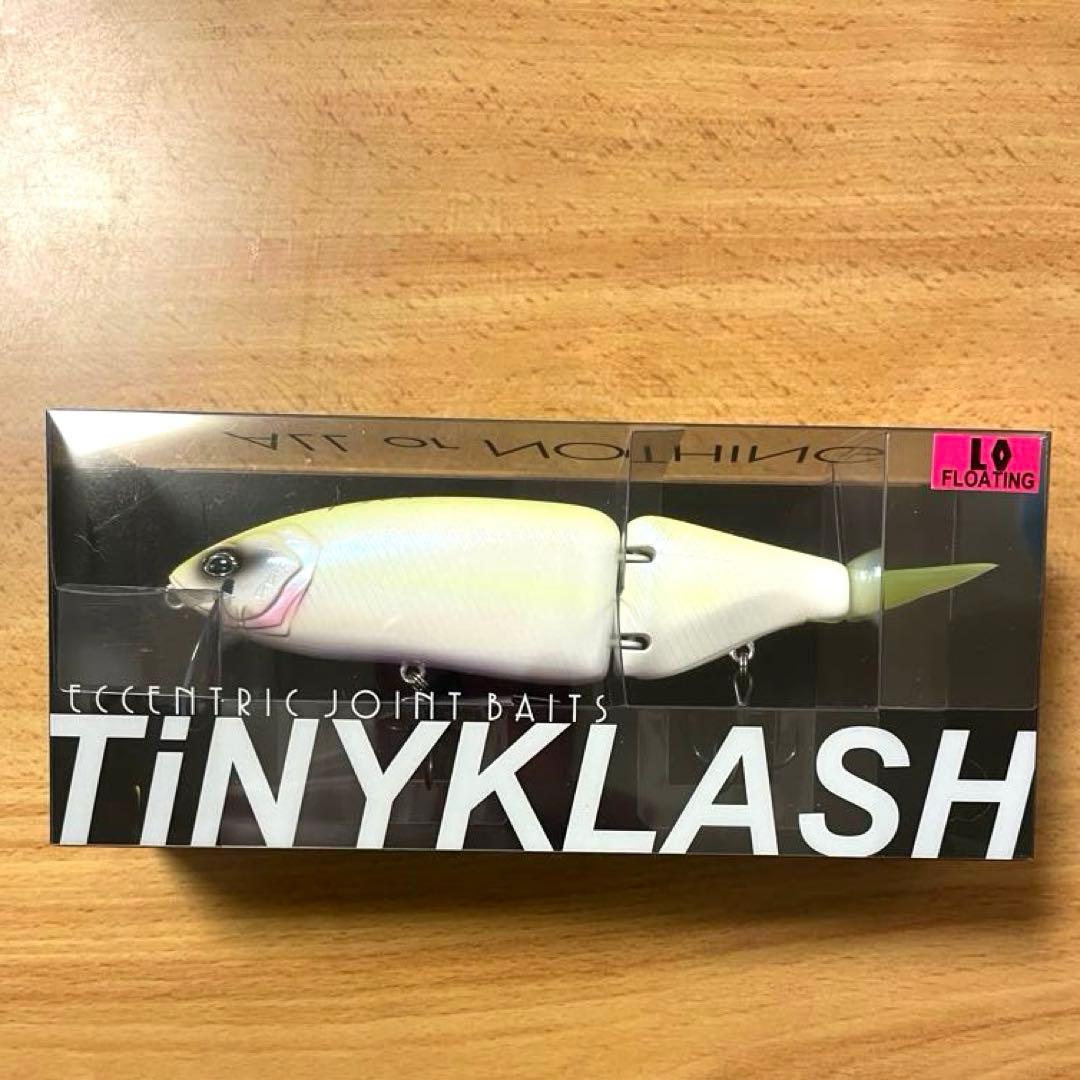 ALL OR NOTHING
LO
FLOATING
ECCENTRIC JOINT BAITS
TiNYKLASH